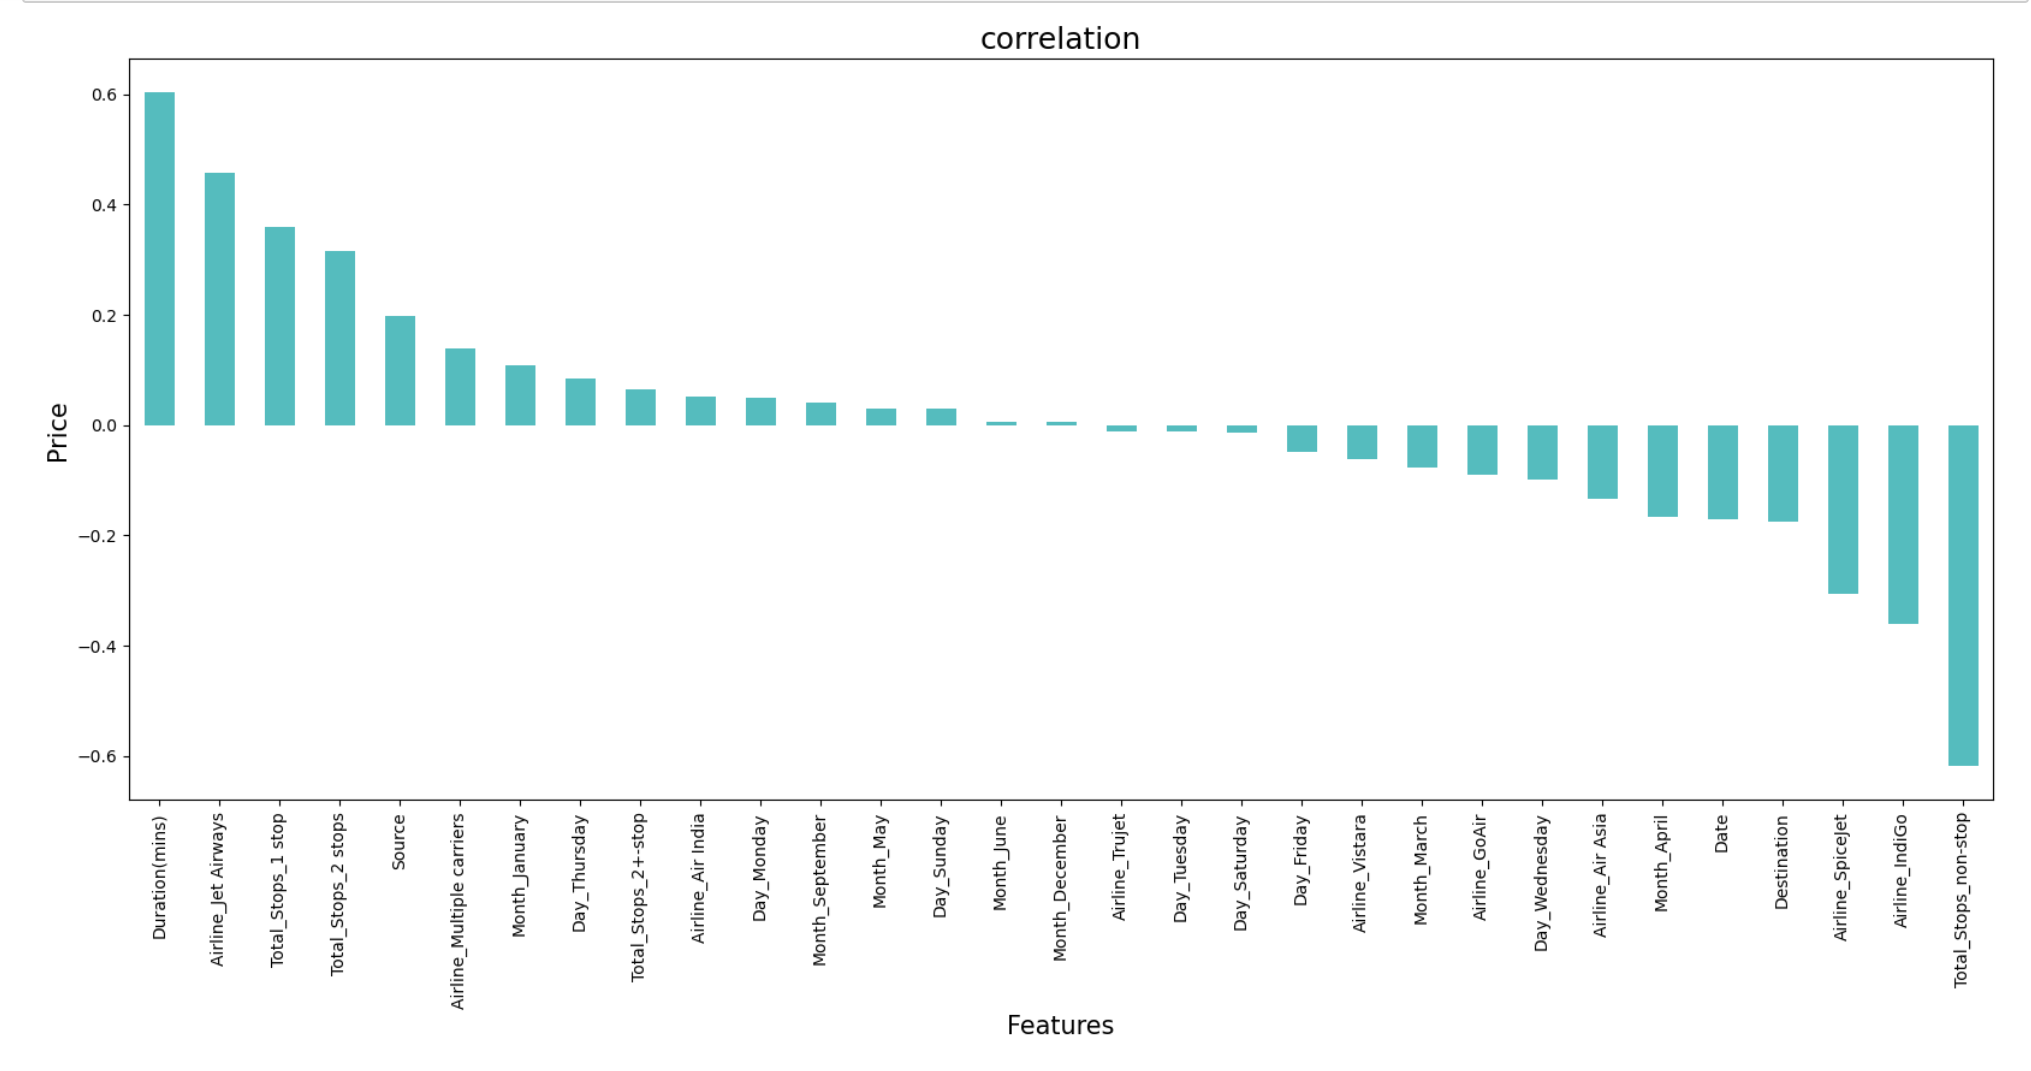 correlation
0.6
0.4
0.2
0.0
−0.2
−0.4
−0.6
Price
Duration(mins)
Airline_Jet Airways
Total_Stops_1 stop
Total_Stops_2 stops
Source
Airline_Multiple carriers
Month_January
Day_Thursday
Total_Stops_2+-stop
Airline_Air India
Day_Monday
Month_September
Month_May
Day_Sunday
Month_June
Month_December
Airline_Trujet
Day_Tuesday
Day_Saturday
Day_Friday
Airline_Vistara
Month_March
Airline_GoAir
Day_Wednesday
Airline_Air Asia
Month_April
Date
Destination
Airline_SpiceJet
Airline_IndiGo
Total_Stops_non-stop
Features